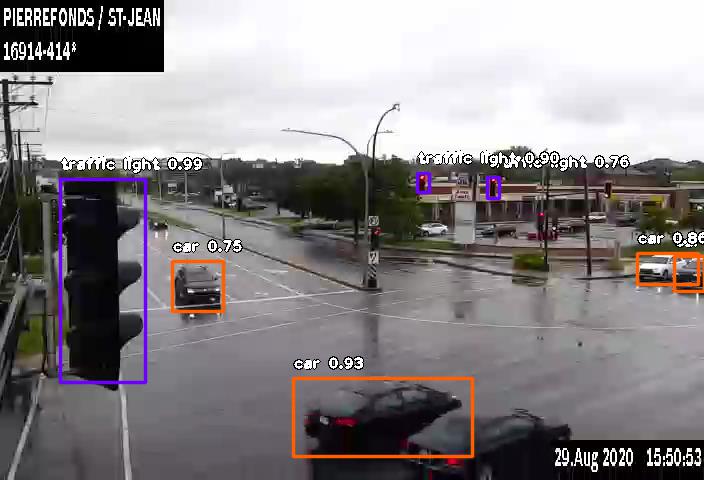 PIERREFONDS / ST-JEAN
16914-414*
traffic light 0.99
traffic light 0.90
light 0.76
car 0.75
car 0.86
car 0.93
29.Aug 2020 15:50:53